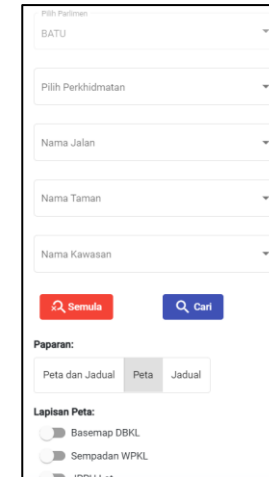 Pilih Parlimen
BATU
Pilih Perkhidmatan
Nama Jalan
Nama Taman
Nama Kawasan
Semula
Cari
Paparan:
Peta dan Jadual
Peta
Jadual
Lapisan Peta:
Basemap DBKL
Sempadan WPKL